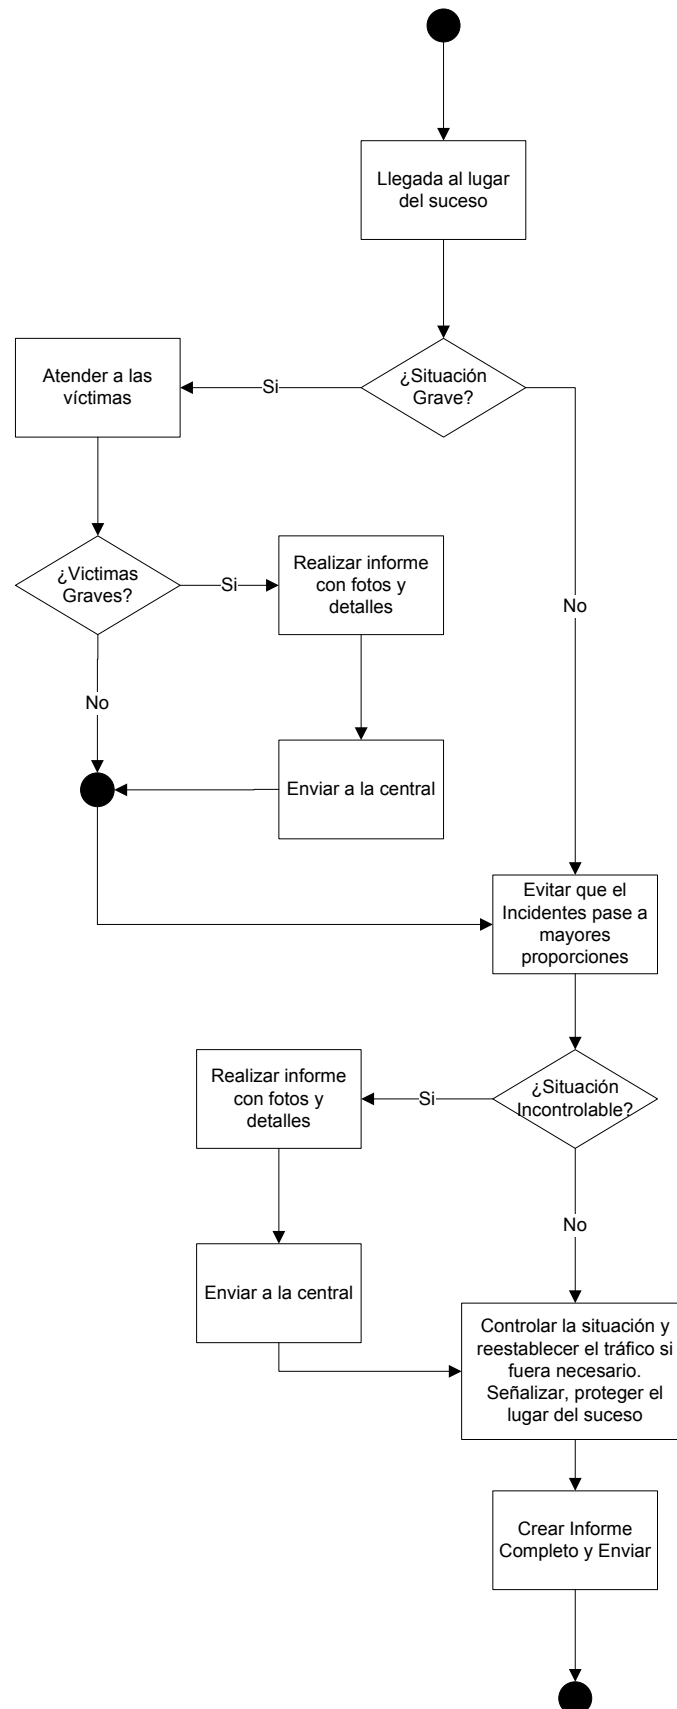 Llegada al lugar
del suceso
¿Situación
Grave?
Si
Atender a las
víctimas
¿Victimas
Graves?
Si
Realizar informe
con fotos y
detalles
No
No
Enviar a la central
Evitar que el
Incidentes pase a
mayores
proporciones
¿Situación
Incontrolable?
Si
Realizar informe
con fotos y
detalles
No
Enviar a la central
Controlar la situación y
reestablecer el tráfico si
fuera necesario.
Señalizar, proteger el
lugar del suceso
Crear Informe
Completo y Enviar